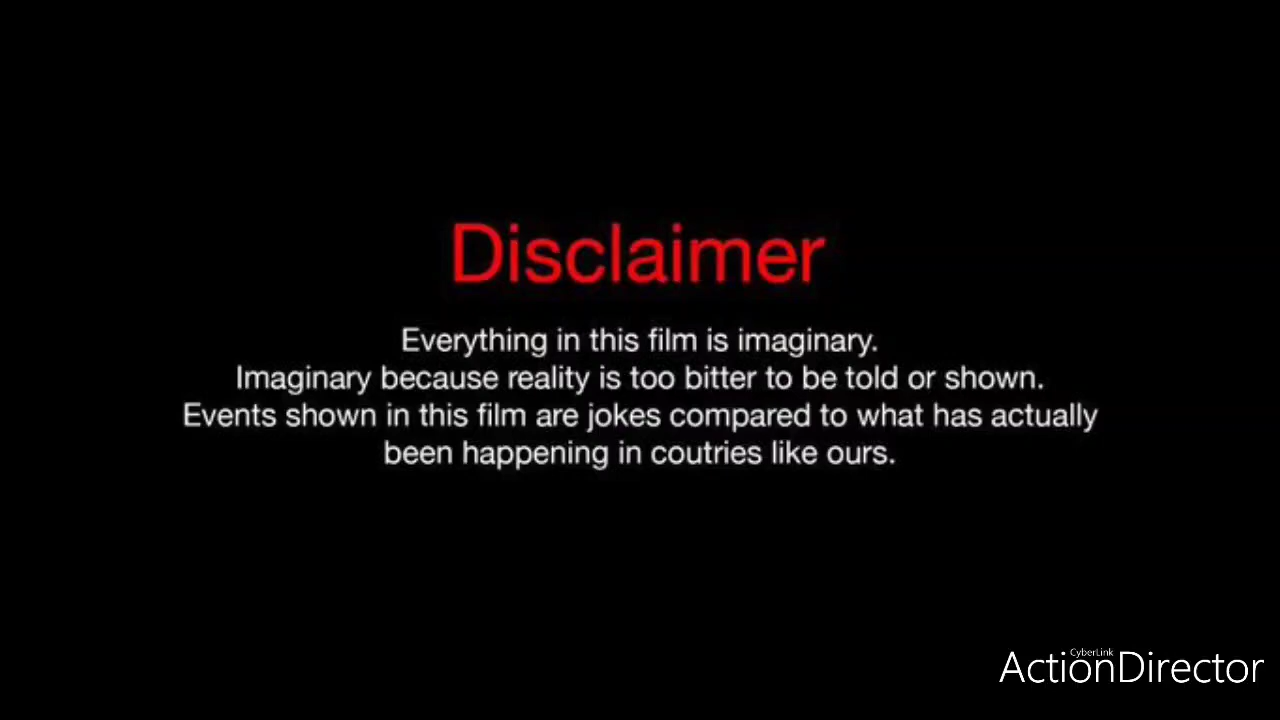 Disclaimer
Everything in this film is imaginary.
Imaginary because reality is too bitter to be told or shown.
Events shown in this film are jokes compared to what has actually
been happening in coutries like ours.
CyberLink
ActionDirector